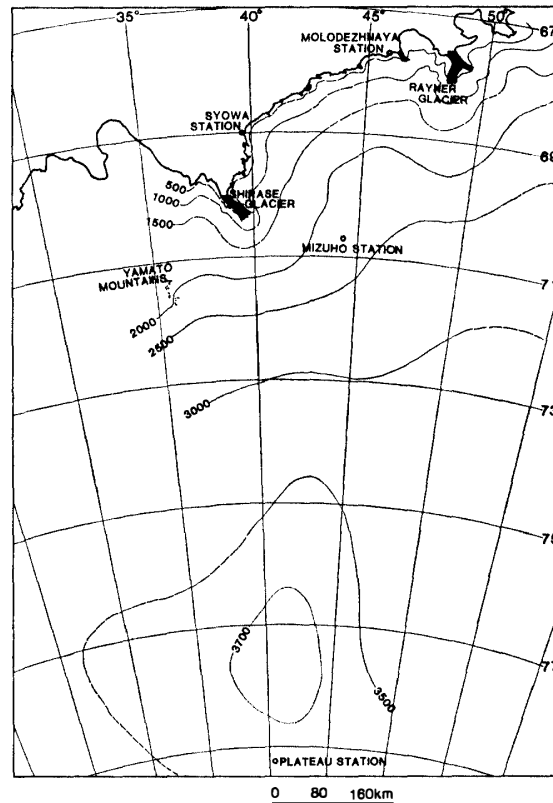 35°
40°
45°
50°
67
MOLODEZHNAYA
STATION
RAYNER
GLACIER
SYOWA
STATION
69
500
1000
1500
SHIRASE
GLACIER
MIZUHO STATION
YAMATO
MOUNTAINS
71
2000
2500
3000
73
75
3700
77
3500
PLATEAU STATION
0 80 160km